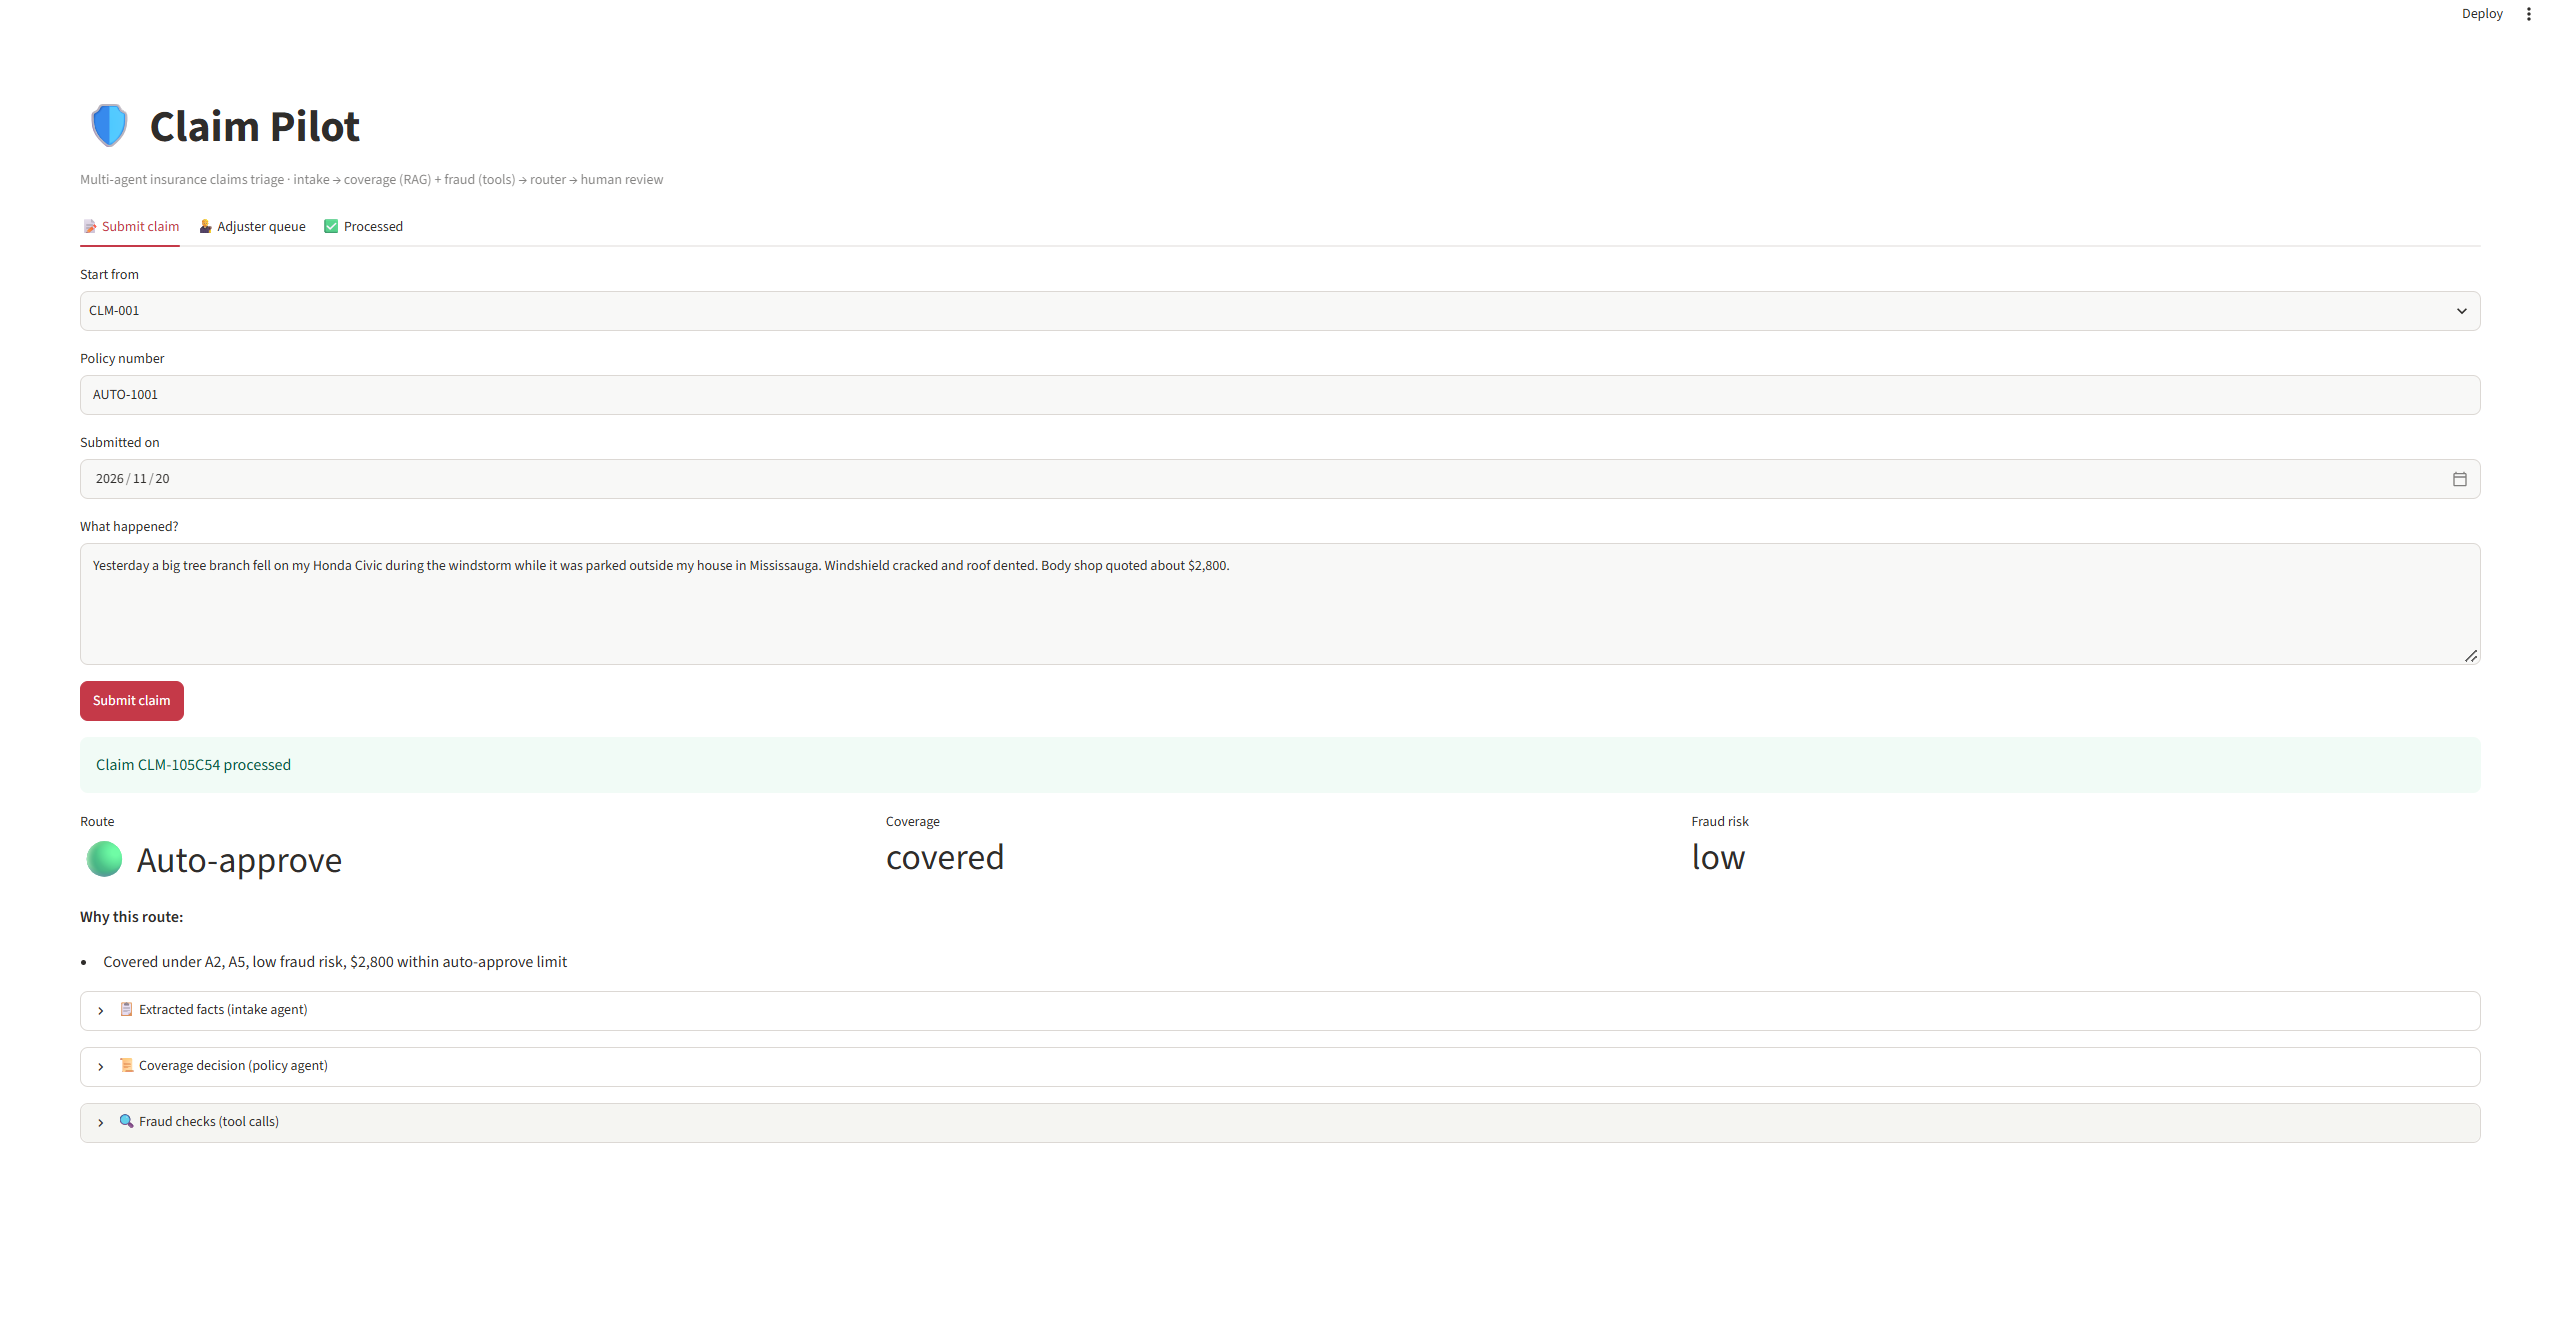 Deploy
Claim Pilot
Multi-agent insurance claims triage · intake → coverage (RAG) + fraud (tools) → router → human review
Submit claim Adjuster queue Processed
Start from
CLM-001
Policy number
AUTO-1001
Submitted on
2026/11/20
What happened?
Yesterday a big tree branch fell on my Honda Civic during the windstorm while it was parked outside my house in Mississauga. Windshield cracked and roof dented. Body shop quoted about $2,800.
Submit claim
Claim CLM-105C54 processed
Route Coverage Fraud risk
Auto-approve covered low
Why this route:
• Covered under A2, A5, low fraud risk, $2,800 within auto-approve limit
Extracted facts (intake agent)
Coverage decision (policy agent)
Fraud checks (tool calls)